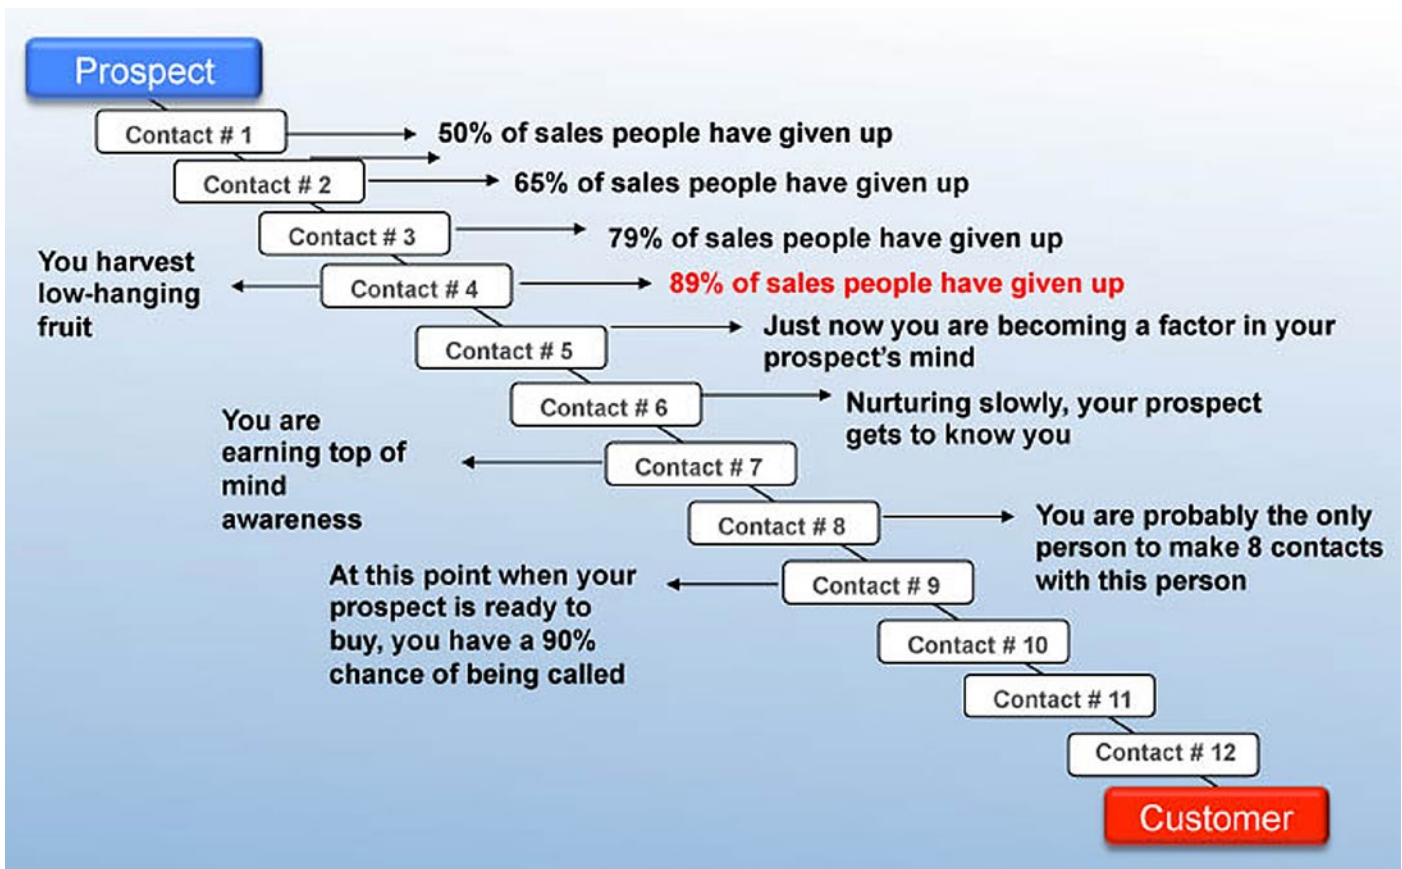 Prospect
Contact # 1
50% of sales people have given up
Contact # 2
65% of sales people have given up
Contact # 3
79% of sales people have given up
You harvest
low-hanging
fruit
Contact # 4
89% of sales people have given up
Contact # 5
Just now you are becoming a factor in your
prospect's mind
Contact # 6
Nurturing slowly, your prospect
gets to know you
You are
earning top of
mind
awareness
Contact # 7
Contact # 8
You are probably the only
person to make 8 contacts
with this person
At this point when your
prospect is ready to
buy, you have a 90%
chance of being called
Contact # 9
Contact # 10
Contact # 11
Contact # 12
Customer